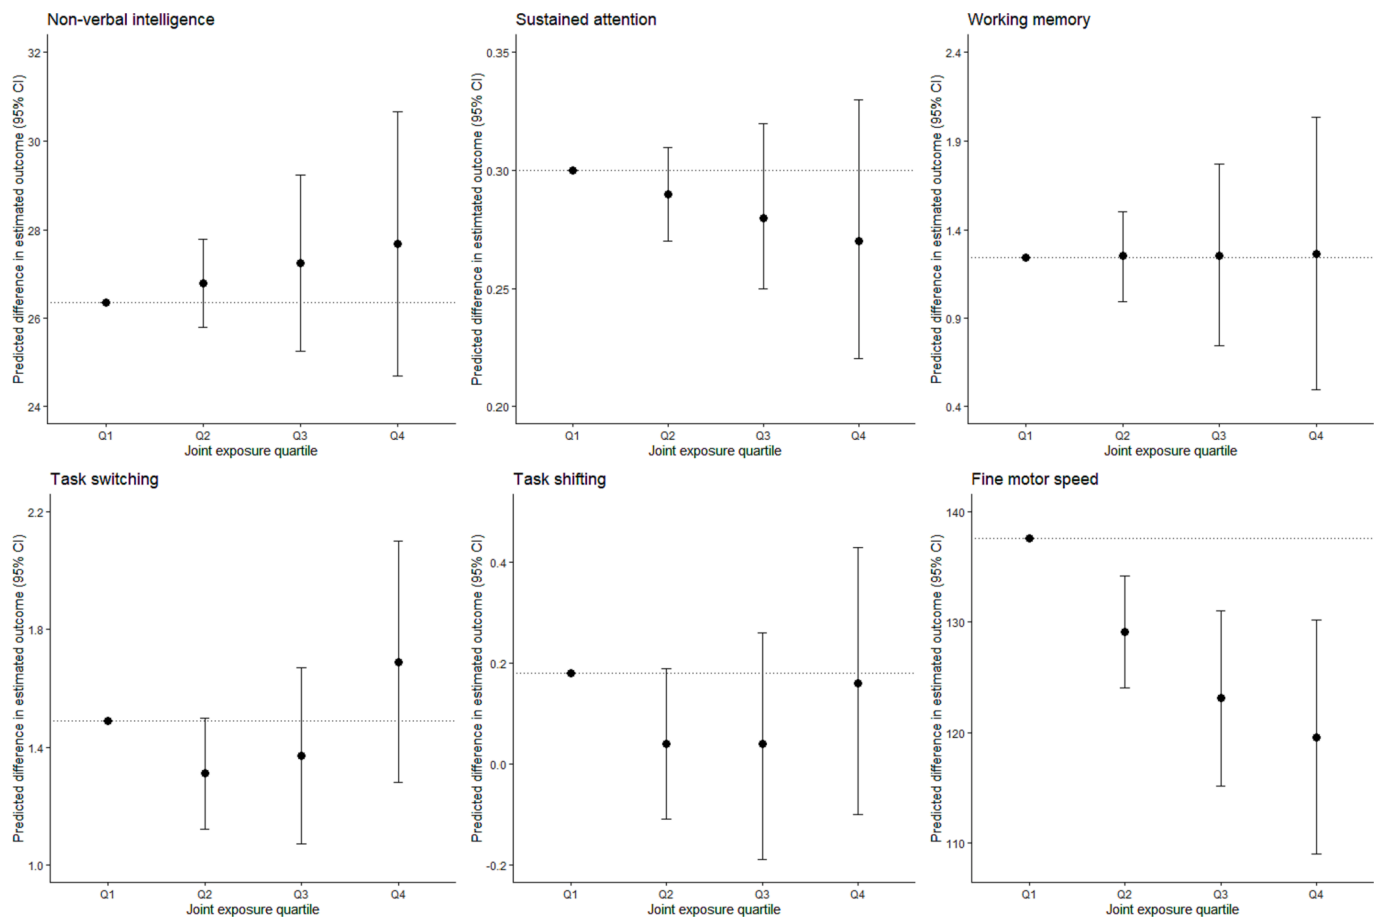 Non-verbal intelligence
Predicted difference in estimated outcome (95% CI)
32
30
28
26
24
Q1 Q2 Q3 Q4
Joint exposure quartile
Sustained attention
Predicted difference in estimtated outcome (95% CI)
0.35
0.30
0.25
0.20
Q1 Q2 Q3 Q4
Joint exposure quartile
Working memory
Predicted difference in estimated outcome (95% CI)
2.4
1.9
1.4
0.9
0.4
Q1 Q2 Q3 Q4
Joint exposure quartile
Task switching
Predicted difference in estimated outcome (95% CI)
2.2
1.8
1.4
1.0
Q1 Q2 Q3 Q4
Joint exposure quartile
Task shifting
Predicted difference in estimated outcome (95% CI)
0.4
0.2
0.0
-0.2
Q1 Q2 Q3 Q4
Joint exposure quartile
Fine motor speed
Predicted difference in estimated outcome (95% CI)
140
130
120
110
Q1 Q2 Q3 Q4
Joint exposure quartile